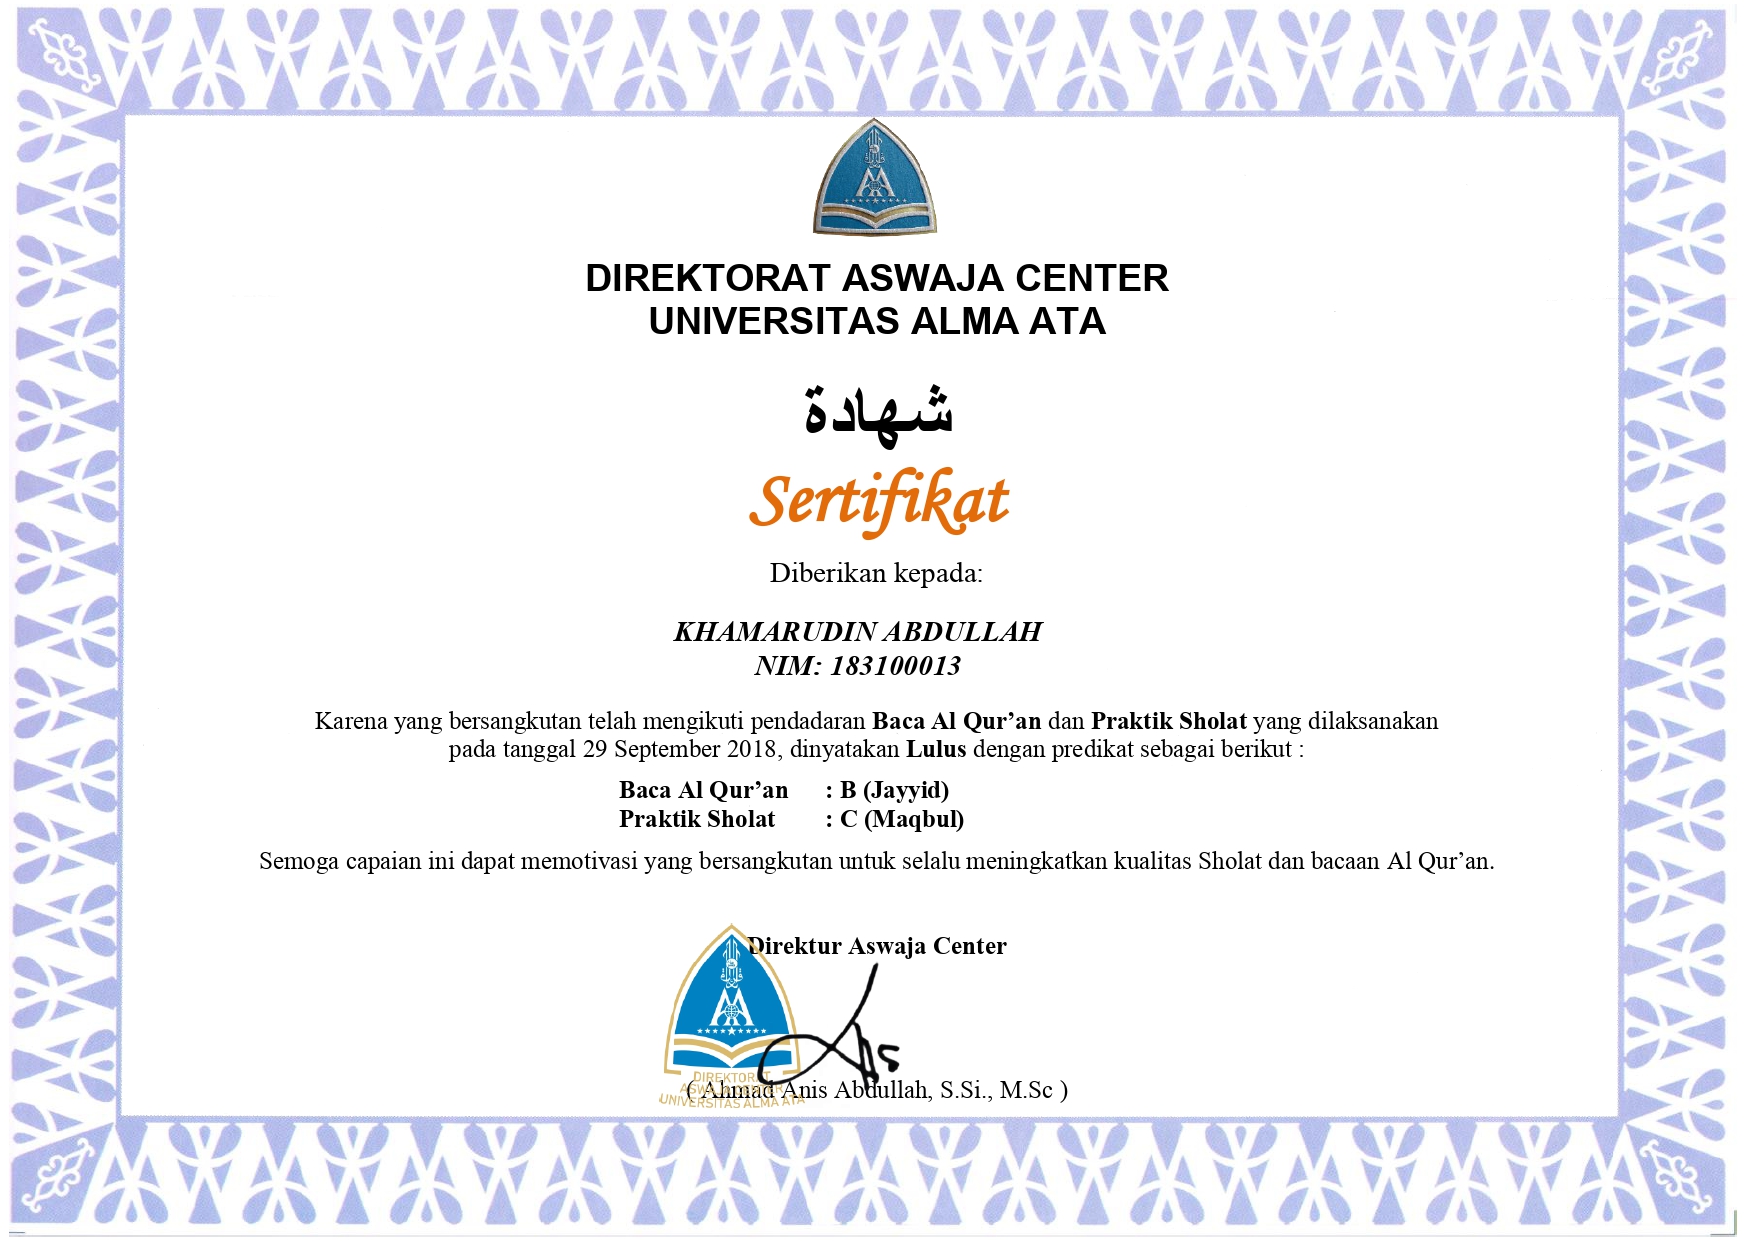 DIREKTORAT ASWAJA CENTER
UNIVERSITAS ALMA ATA
شهادة
Sertifikat
Diberikan kepada:
KHAMARUDIN ABDULLAH
NIM: 183100013
Karena yang bersangkutan telah mengikuti pendadaran Baca Al Qur’an dan Praktik Sholat yang dilaksanakan
pada tanggal 29 September 2018, dinyatakan Lulus dengan predikat sebagai berikut :
Baca Al Qur’an : B (Jayyid)
Praktik Sholat : C (Maqbul)
Semoga capaian ini dapat memotivasi yang bersangkutan untuk selalu meningkatkan kualitas Sholat dan bacaan Al Qur’an.
Direktur Aswaja Center
DIREKTORAT
ASWAJA CENTER
UNIVERSITAS ALMA ATA
( Ahmad Anis Abdullah, S.Si., M.Sc )